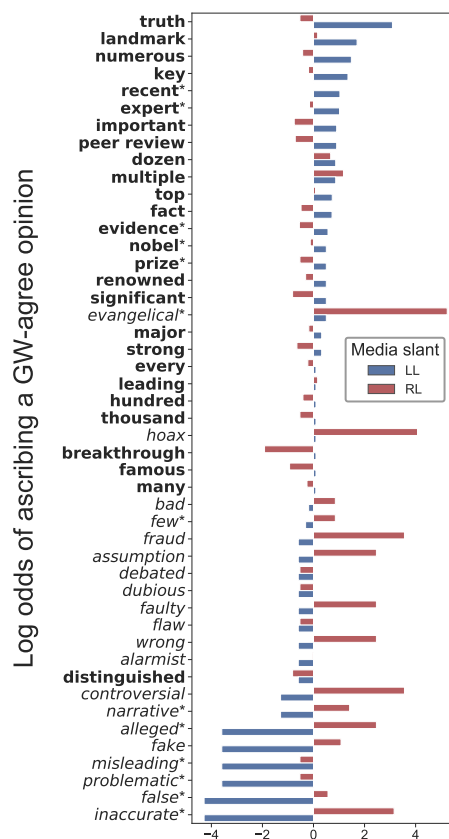 Log odds of ascribing a GW-agree opinion
truth
landmark
numerous
key
recent*
expert*
important
peer review
dozen
multiple
top
fact
evidence*
nobel*
prize*
renowned
significant
evangelical*
major
strong
every
leading
hundred
thousand
hoax
breakthrough
famous
many
bad
few*
fraud
assumption
debated
dubious
faulty
flaw
wrong
alarmist
distinguished
controversial
narrative*
alleged*
fake
misleading*
problematic*
false*
inaccurate*
Media slant
LL
RL
−4 −2 0 2 4